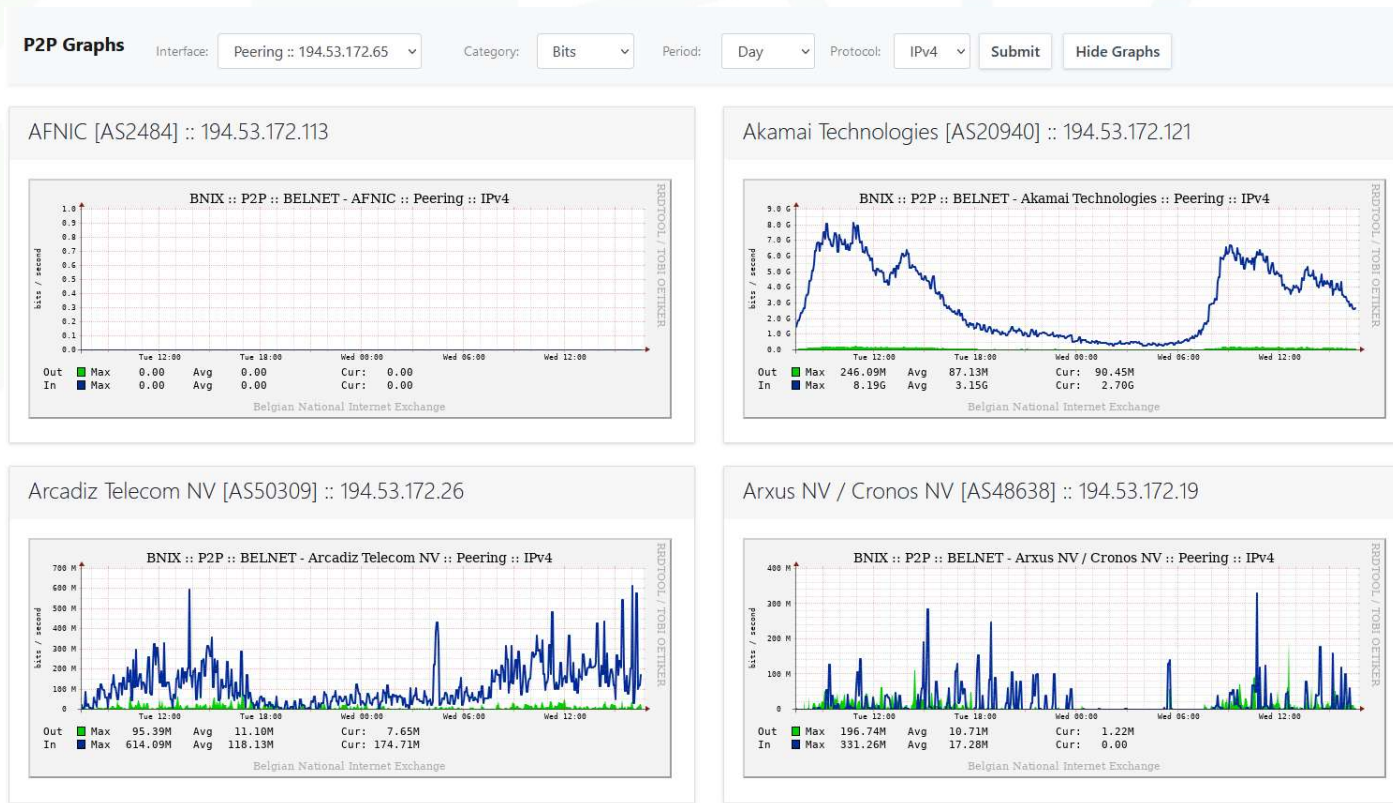 P2P Graphs Interface: Peering :: 194.53.172.65 Category: Bits Period: Day Protocol: IPv4 Submit Hide Graphs
AFNIC [AS2484] :: 194.53.172.113
BNIX :: P2P :: BELNET - AFNIC :: Peering :: IPv4
RRDTOOL / TOBI OETIKER
bits / second
1.0
0.9
0.8
0.7
0.6
0.5
0.4
0.3
0.2
0.1
0.0
Tue 12:00 Tue 18:00 Wed 00:00 Wed 06:00 Wed 12:00
Out Max 0.00 Avg 0.00 Cur: 0.00
In Max 0.00 Avg 0.00 Cur: 0.00
Belgian National Internet Exchange
Akamai Technologies [AS20940] :: 194.53.172.121
BNIX :: P2P :: BELNET - Akamai Technologies :: Peering :: IPv4
RRDTOOL / TOBI OETIKER
bits / second
9.0 G
8.0 G
7.0 G
6.0 G
5.0 G
4.0 G
3.0 G
2.0 G
1.0 G
0.0
Tue 12:00 Tue 18:00 Wed 00:00 Wed 06:00 Wed 12:00
Out Max 246.09M Avg 87.13M Cur: 90.45M
In Max 8.19G Avg 3.15G Cur: 2.70G
Belgian National Internet Exchange
Arcadiz Telecom NV [AS50309] :: 194.53.172.26
BNIX :: P2P :: BELNET - Arcadiz Telecom NV :: Peering :: IPv4
RRDTOOL / TOBI OETIKER
bits / second
700 M
600 M
500 M
400 M
300 M
200 M
100 M
0
Tue 12:00 Tue 18:00 Wed 00:00 Wed 06:00 Wed 12:00
Out Max 95.39M Avg 11.10M Cur: 7.65M
In Max 614.09M Avg 118.13M Cur: 174.71M
Belgian National Internet Exchange
Arxus NV / Cronos NV [AS48638] :: 194.53.172.19
BNIX :: P2P :: BELNET - Arxus NV / Cronos NV :: Peering :: IPv4
RRDTOOL / TOBI OETIKER
bits / second
400 M
300 M
200 M
100 M
0
Tue 12:00 Tue 18:00 Wed 00:00 Wed 06:00 Wed 12:00
Out Max 196.74M Avg 10.71M Cur: 1.22M
In Max 331.26M Avg 17.28M Cur: 0.00
Belgian National Internet Exchange